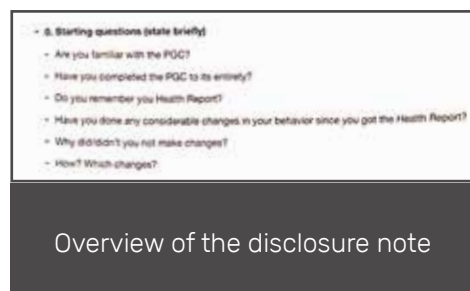 - 0. Starting questions (state briefly)
- Are you familiar with the PGC?
- Have you completed the PGC to its entirety?
- Do you remember you Health Report?
- Have you done any considerable changes in your behavior since you got the Health Report?
- Why did/didn't you not make changes?
- How? Which changes?
Overview of the disclosure note